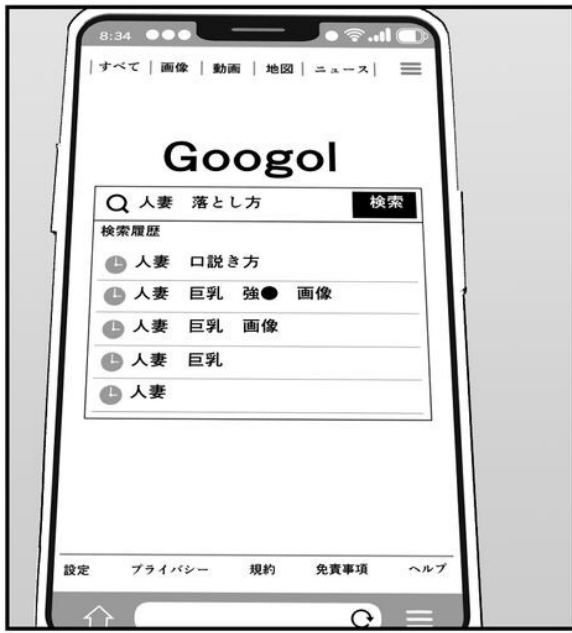 8:34
|すべて|画像|動画|地図|ニュース|
Googol
人妻 落とし方 検索
検索履歴
人妻 口説き方
人妻 巨乳 強● 画像
人妻 巨乳 画像
人妻 巨乳
人妻
設定 プライバシー 規約 免責事項 ヘルプ